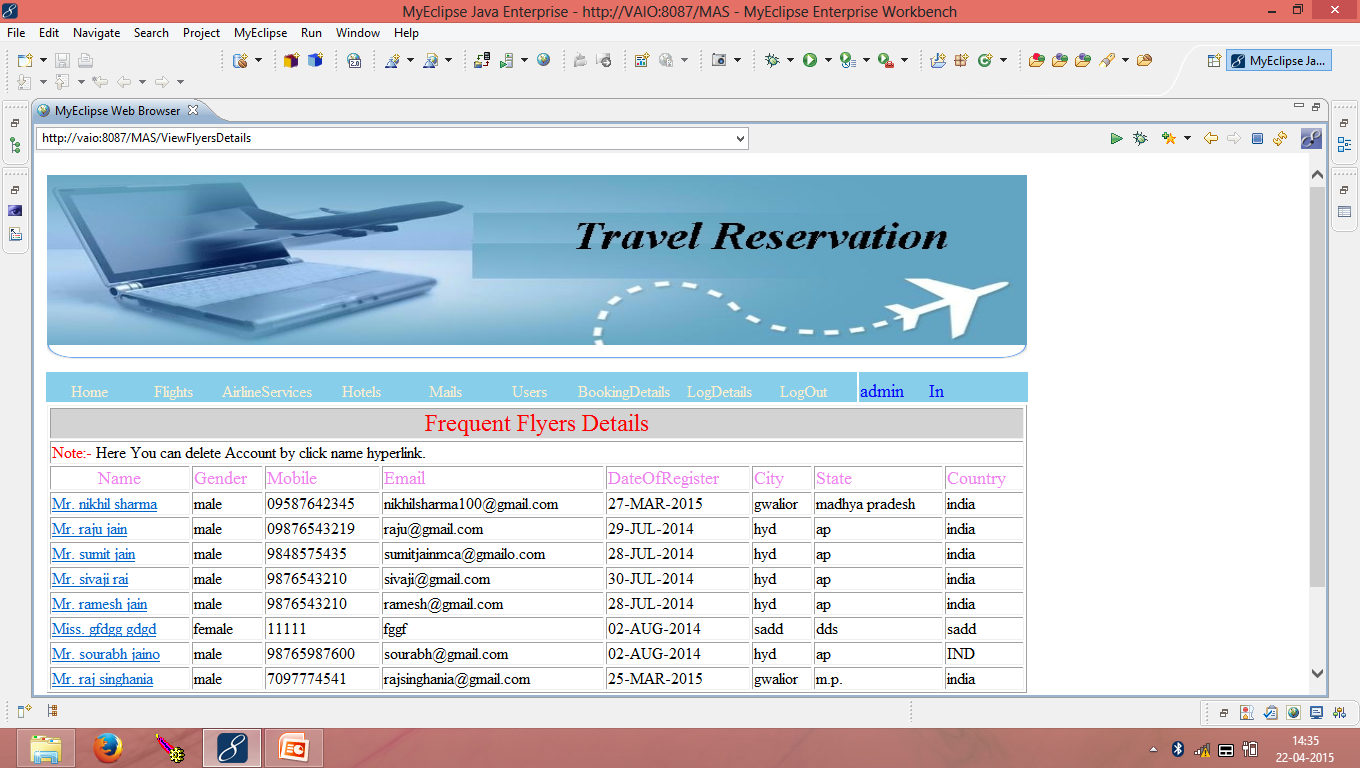 MyEclipse Java Enterprise - http://VAIO:8087/MAS - MyEclipse Enterprise Workbench
File Edit Navigate Search Project MyEclipse Run Window Help
2.0
MyEclipse Ja...
MyEclipse Web Browser
http://vaio:8087/MAS/ViewFlyersDetails
Travel Reservation
Home Flights AirlineServices Hotels Mails Users BookingDetails LogDetails LogOut admin In
Frequent Flyers Details
Note:- Here You can delete Account by click name hyperlink.
Name Gender Mobile Email DateOfRegister City State Country
Mr. nikhil sharma male 09587642345 nikhilsharma100@gmail.com 27-MAR-2015 gwalior madhya pradesh india
Mr. raju jain male 09876543219 raju@gmail.com 29-JUL-2014 hyd ap india
Mr. sumit jain male 9848575435 sumitjainmca@gmailo.com 28-JUL-2014 hyd ap india
Mr. sivaji rai male 9876543210 sivaji@gmail.com 30-JUL-2014 hyd ap india
Mr. ramesh jain male 9876543210 ramesh@gmail.com 28-JUL-2014 hyd ap india
Miss. gfdgg gdgd female 11111 fggf 02-AUG-2014 sadd dds sadd
Mr. sourabh jaino male 98765987600 sourabh@gmail.com 02-AUG-2014 hyd ap IND
Mr. raj singhania male 7097774541 rajsinghania@gmail.com 25-MAR-2015 gwalior m.p. india
14:35
22-04-2015